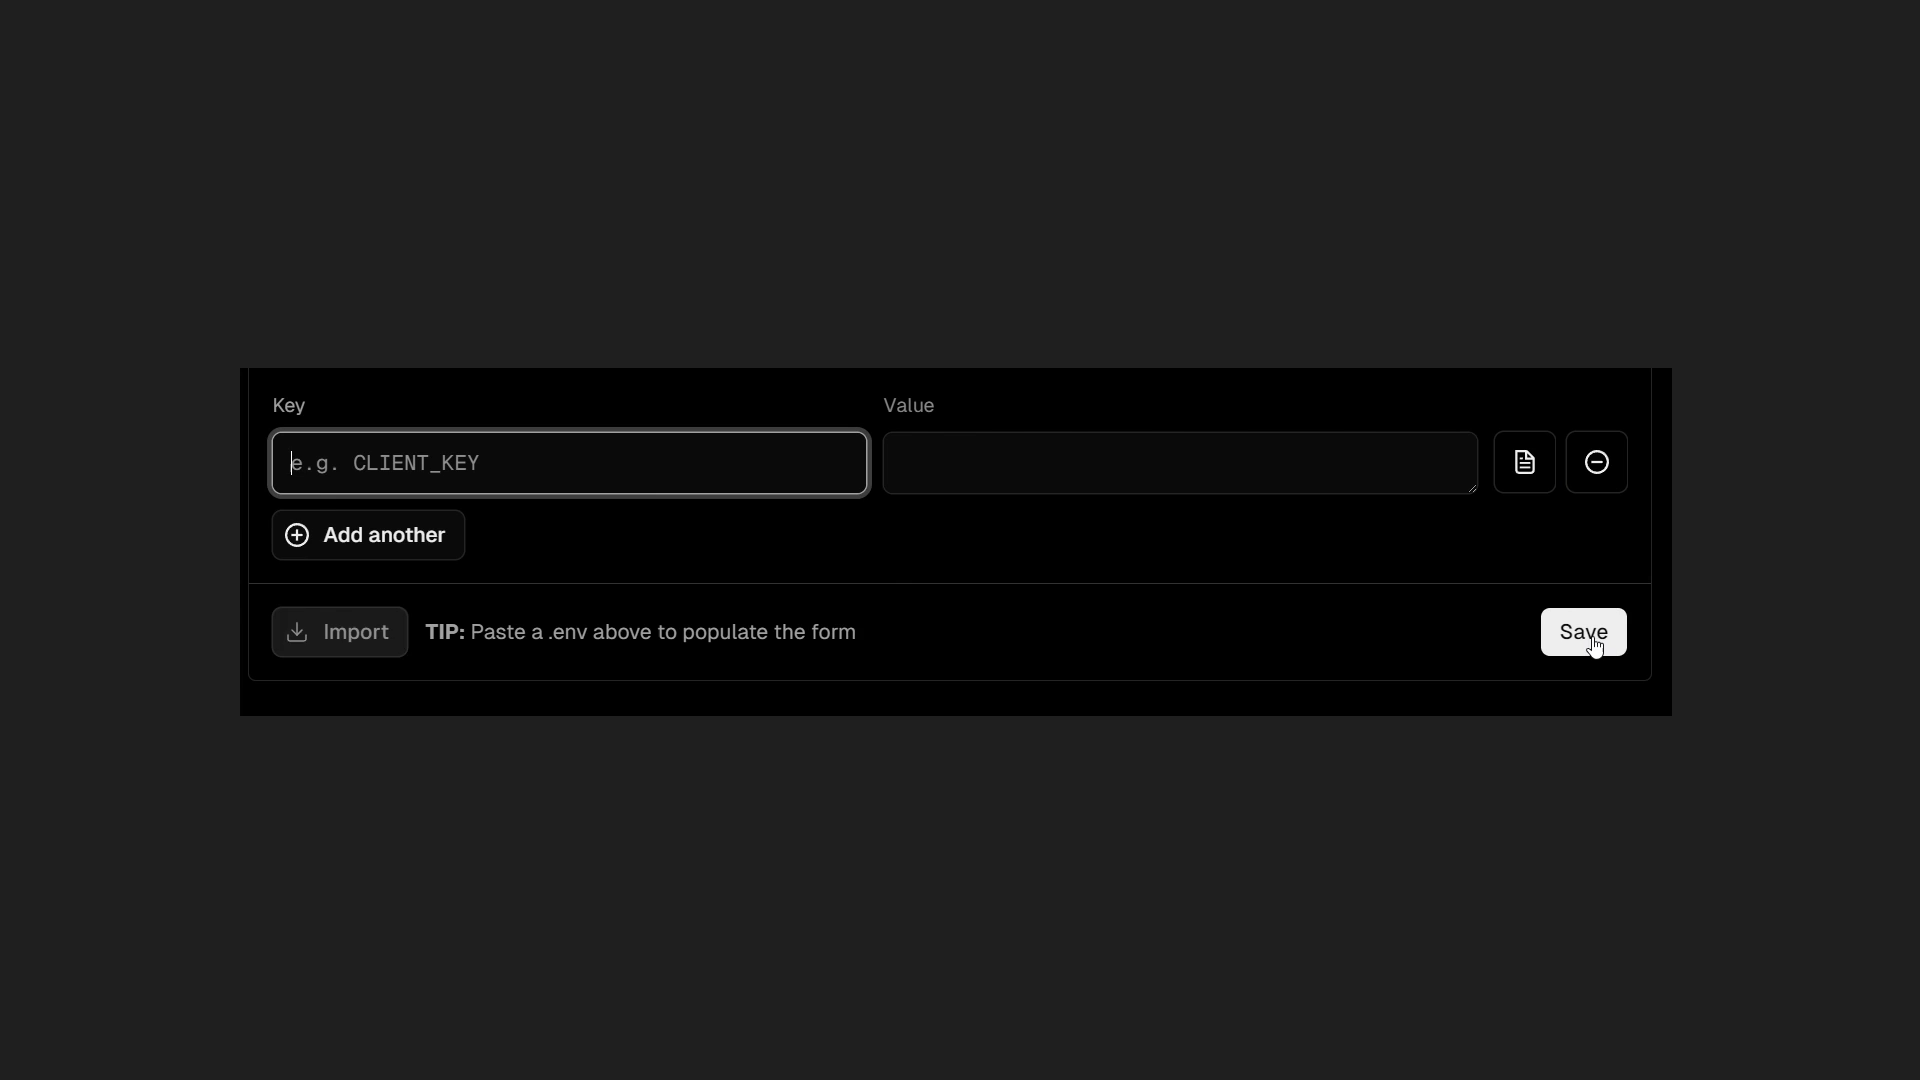 Key
Value
e.g. CLIENT_KEY
Add another
Import
TIP: Paste a .env above to populate the form
Save